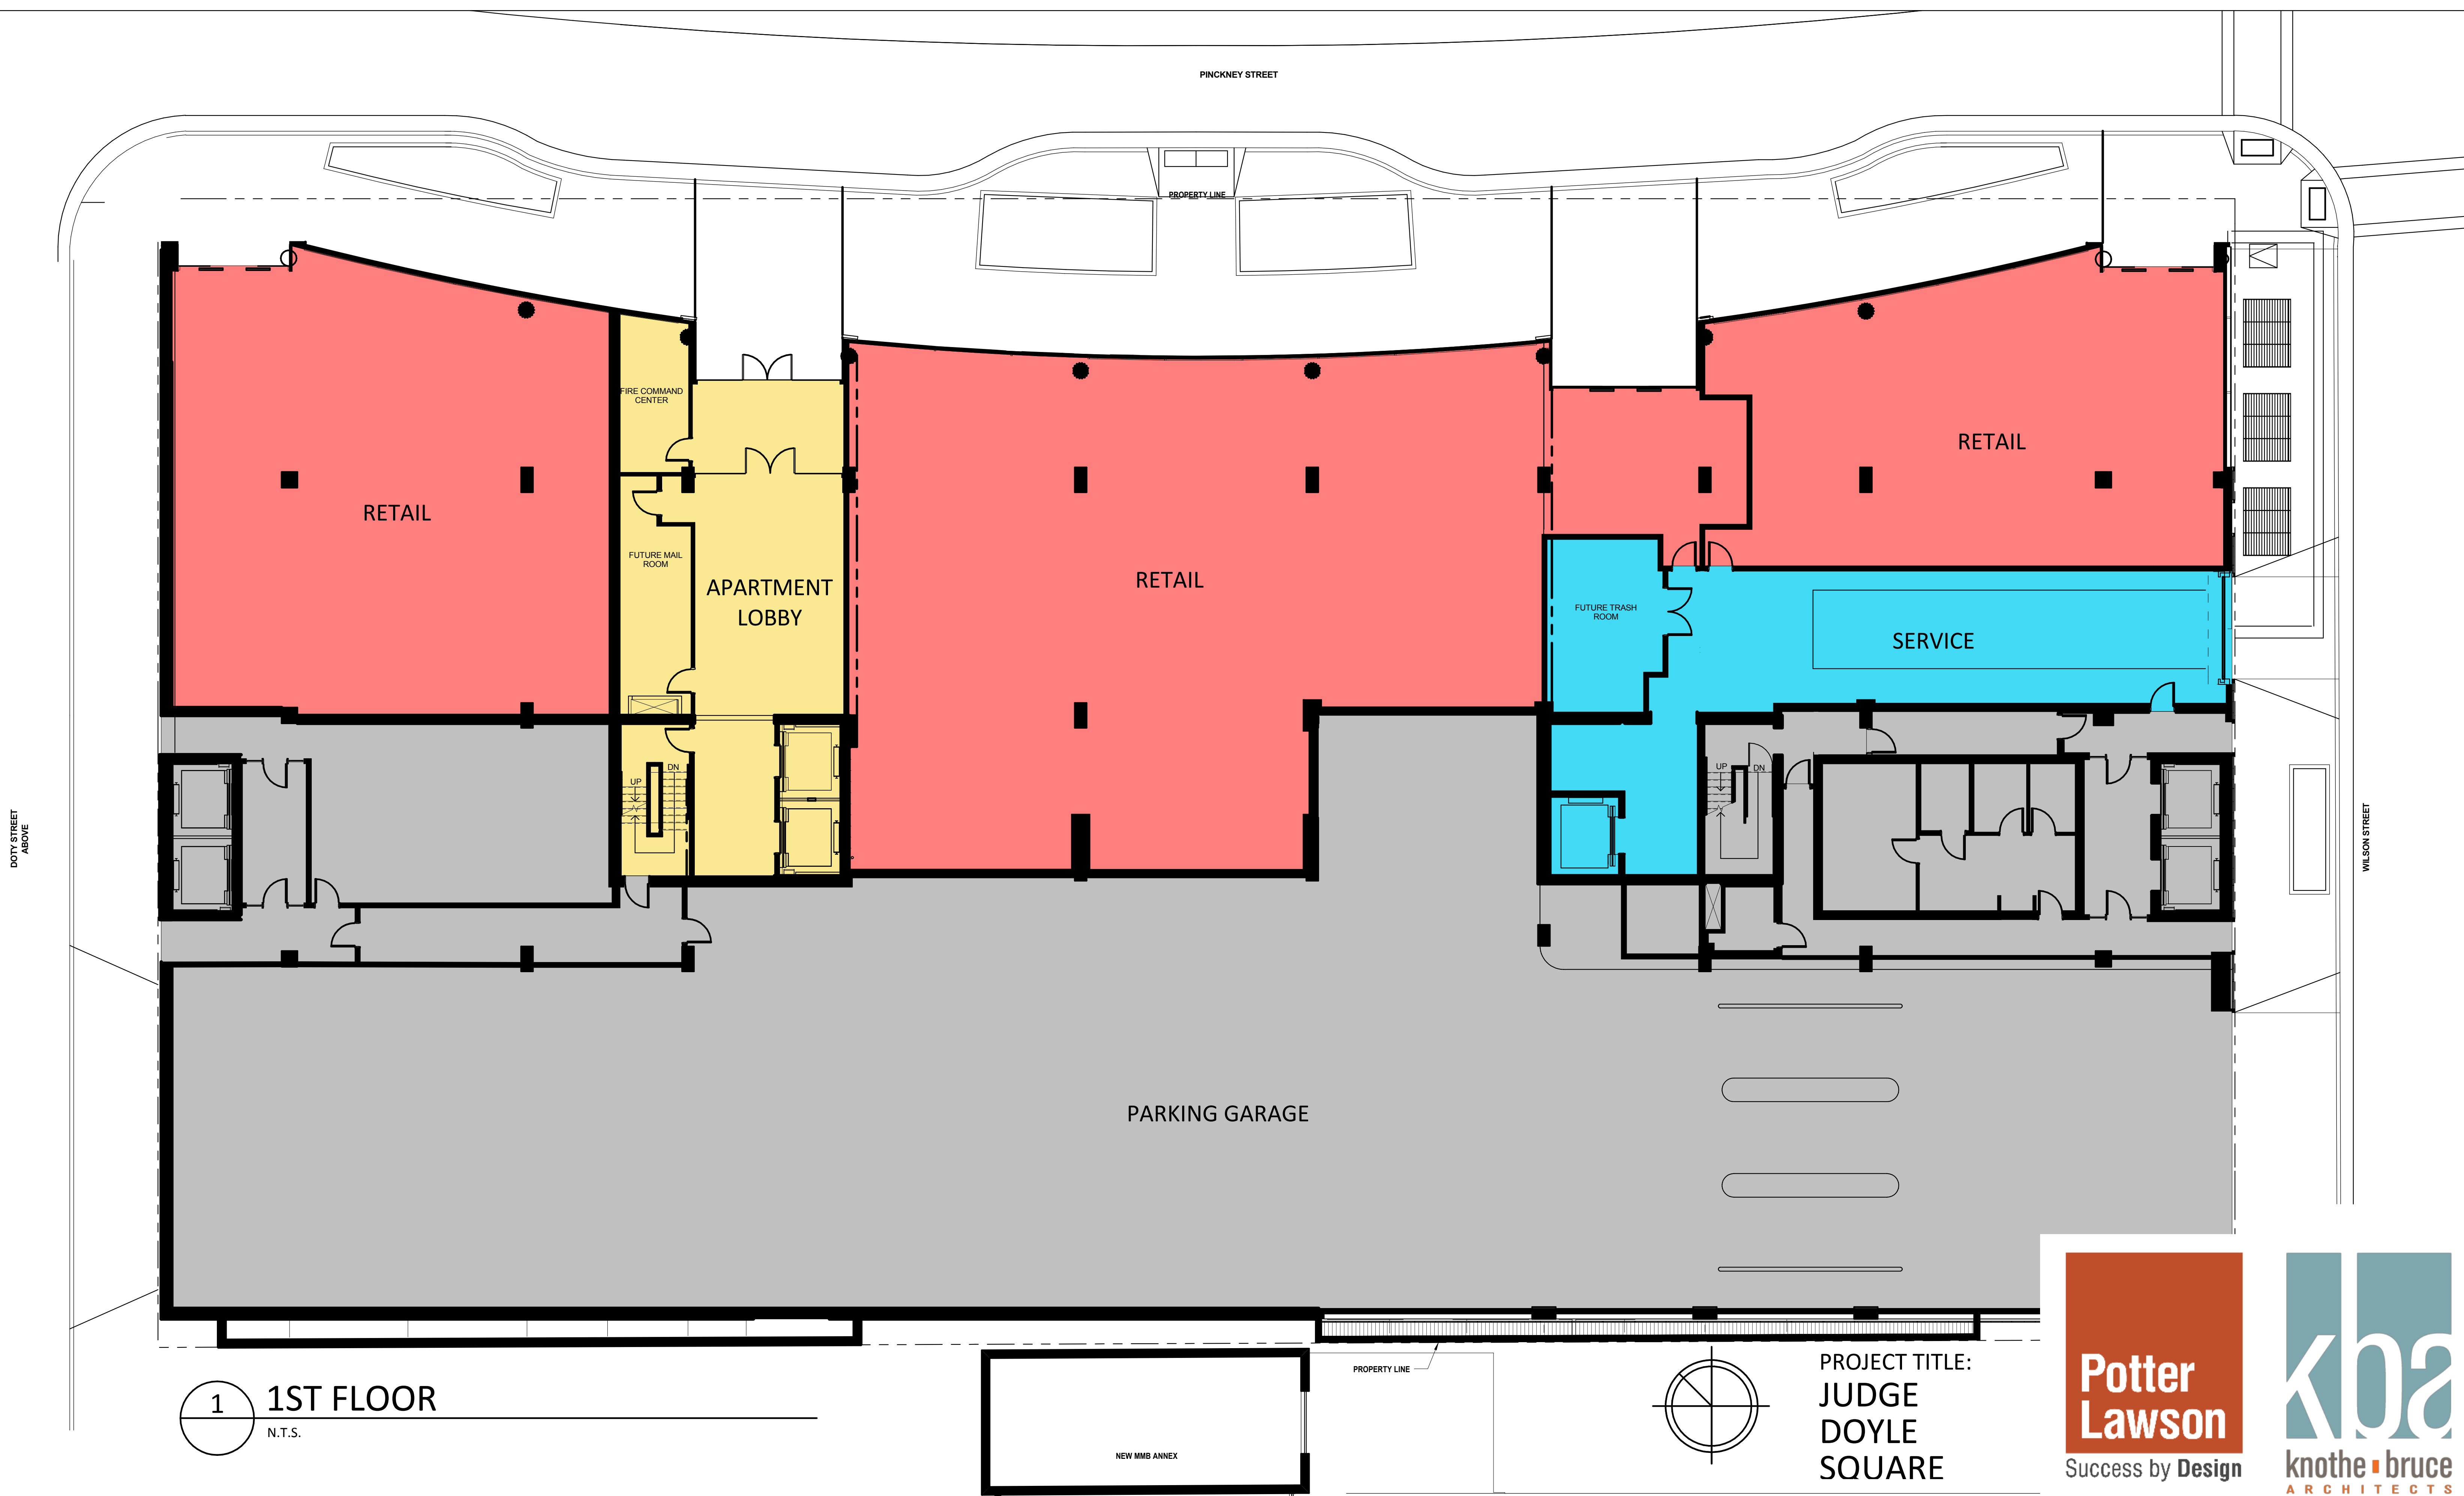 PINCKNEY STREET
PROPERTY LINE
FIRE COMMAND
CENTER
RETAIL
RETAIL
FUTURE MAIL
ROOM
APARTMENT
LOBBY
RETAIL
FUTURE TRASH
ROOM
SERVICE
UP
DN
UP
DN
DOTY STREET
ABOVE
WILSON STREET
PARKING GARAGE
PROPERTY LINE
1
1ST FLOOR
N.T.S.
NEW MMB ANNEX
PROJECT TITLE:
JUDGE
DOYLE
SQUARE
Potter
Lawson
Success by Design
kba
knothe bruce
ARCHITECTS